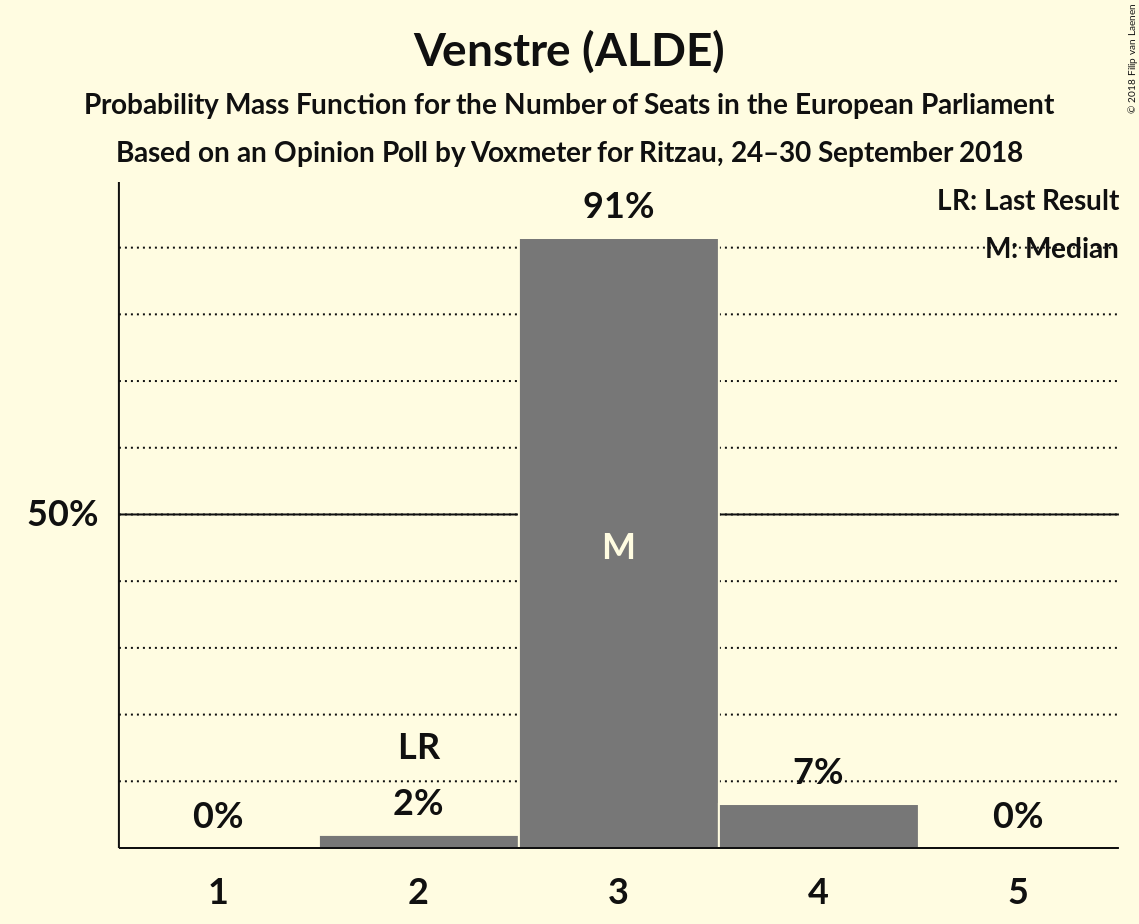 Venstre (ALDE)
Probability Mass Function for the Number of Seats in the European Parliament
Based on an Opinion Poll by Voxmeter for Ritzau, 24–30 September 2018
© 2018 Filip van Laenen
LR: Last Result
M: Median
91%
50%
M
LR
0%
2%
7%
0%
1 2 3 4 5